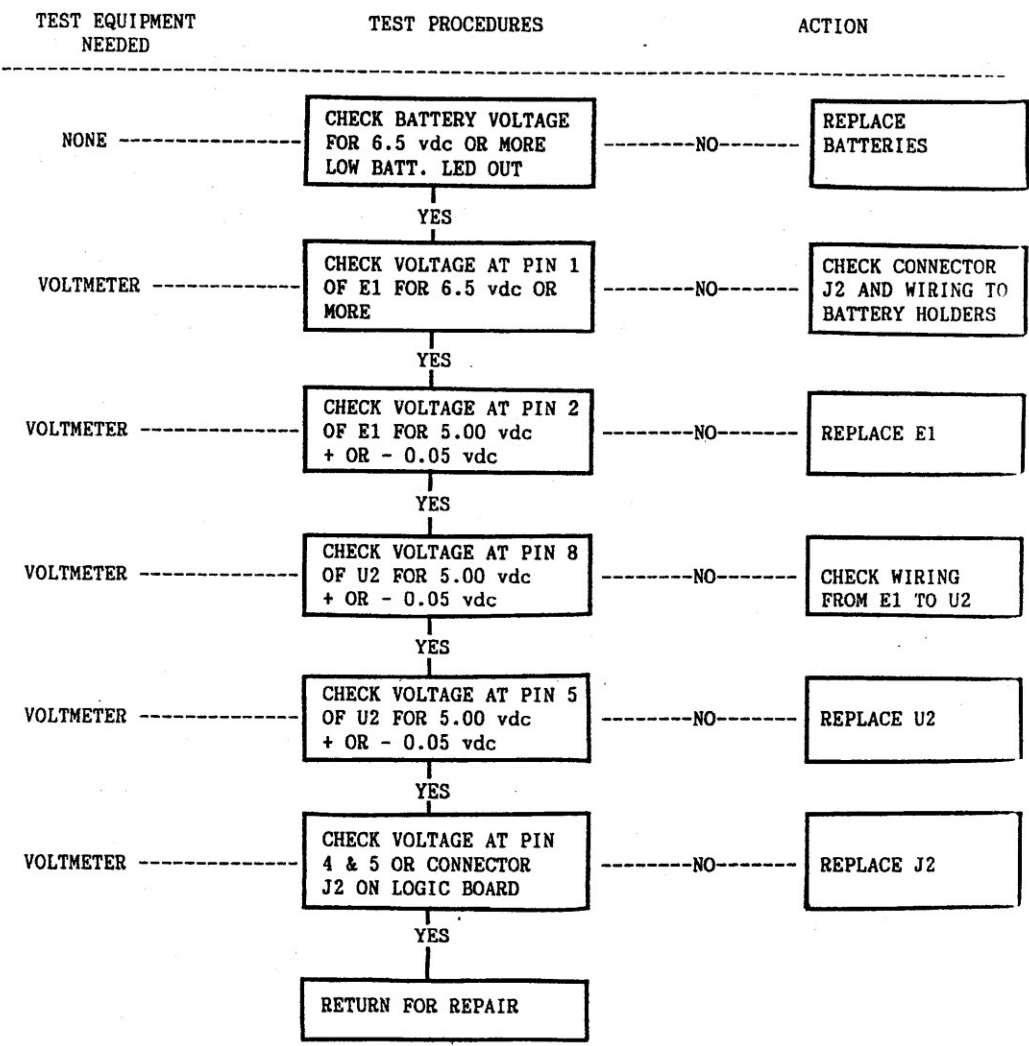 TEST EQUIPMENT NEEDED
TEST PROCEDURES
ACTION
NONE
CHECK BATTERY VOLTAGE
FOR 6.5 vdc OR MORE
LOW BATT. LED OUT
NO
REPLACE
BATTERIES
YES
VOLTMETER
CHECK VOLTAGE AT PIN 1
OF E1 FOR 6.5 vdc OR
MORE
NO
CHECK CONNECTOR
J2 AND WIRING TO
BATTERY HOLDERS
YES
VOLTMETER
CHECK VOLTAGE AT PIN 2
OF E1 FOR 5.00 vdc
+ OR - 0.05 vdc
NO
REPLACE E1
YES
VOLTMETER
CHECK VOLTAGE AT PIN 8
OF U2 FOR 5.00 vdc
+ OR - 0.05 vdc
NO
CHECK WIRING
FROM E1 TO U2
YES
VOLTMETER
CHECK VOLTAGE AT PIN 5
OF U2 FOR 5.00 vdc
+ OR - 0.05 vdc
NO
REPLACE U2
YES
VOLTMETER
CHECK VOLTAGE AT PIN
4 & 5 OR CONNECTOR
J2 ON LOGIC BOARD
NO
REPLACE J2
YES
RETURN FOR REPAIR